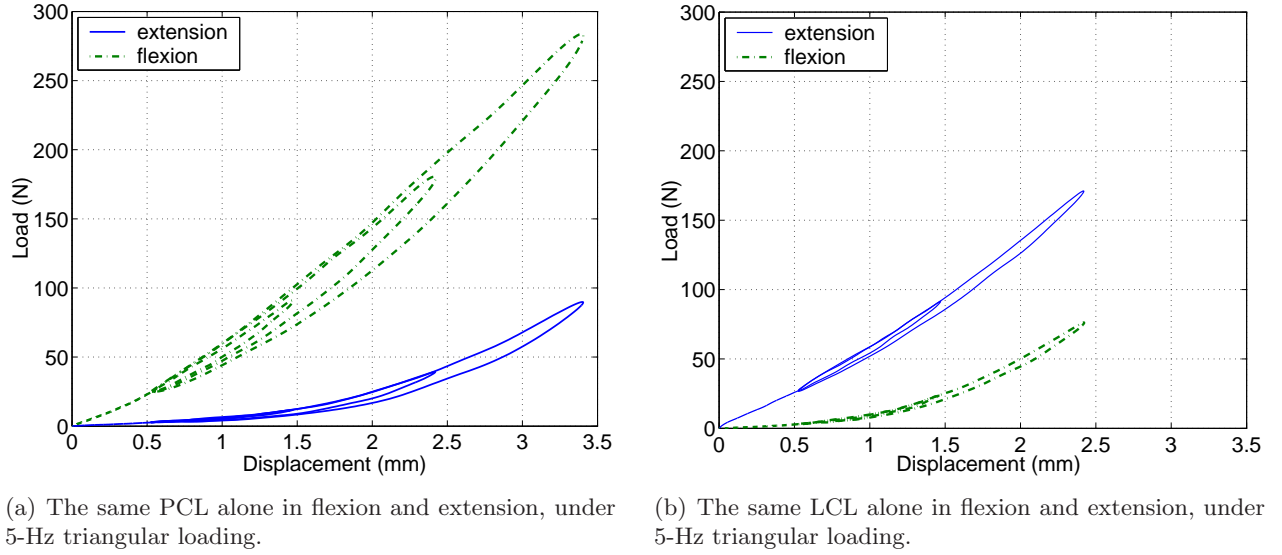 300
250
200
150
100
50
0
Load (N)
extension
flexion
0 0.5 1 1.5 2 2.5 3 3.5
Displacement (mm)
(a) The same PCL alone in flexion and extension, under
5-Hz triangular loading.
300
250
200
150
100
50
0
Load (N)
extension
flexion
0 0.5 1 1.5 2 2.5 3 3.5
Displacement (mm)
(b) The same LCL alone in flexion and extension, under
5-Hz triangular loading.